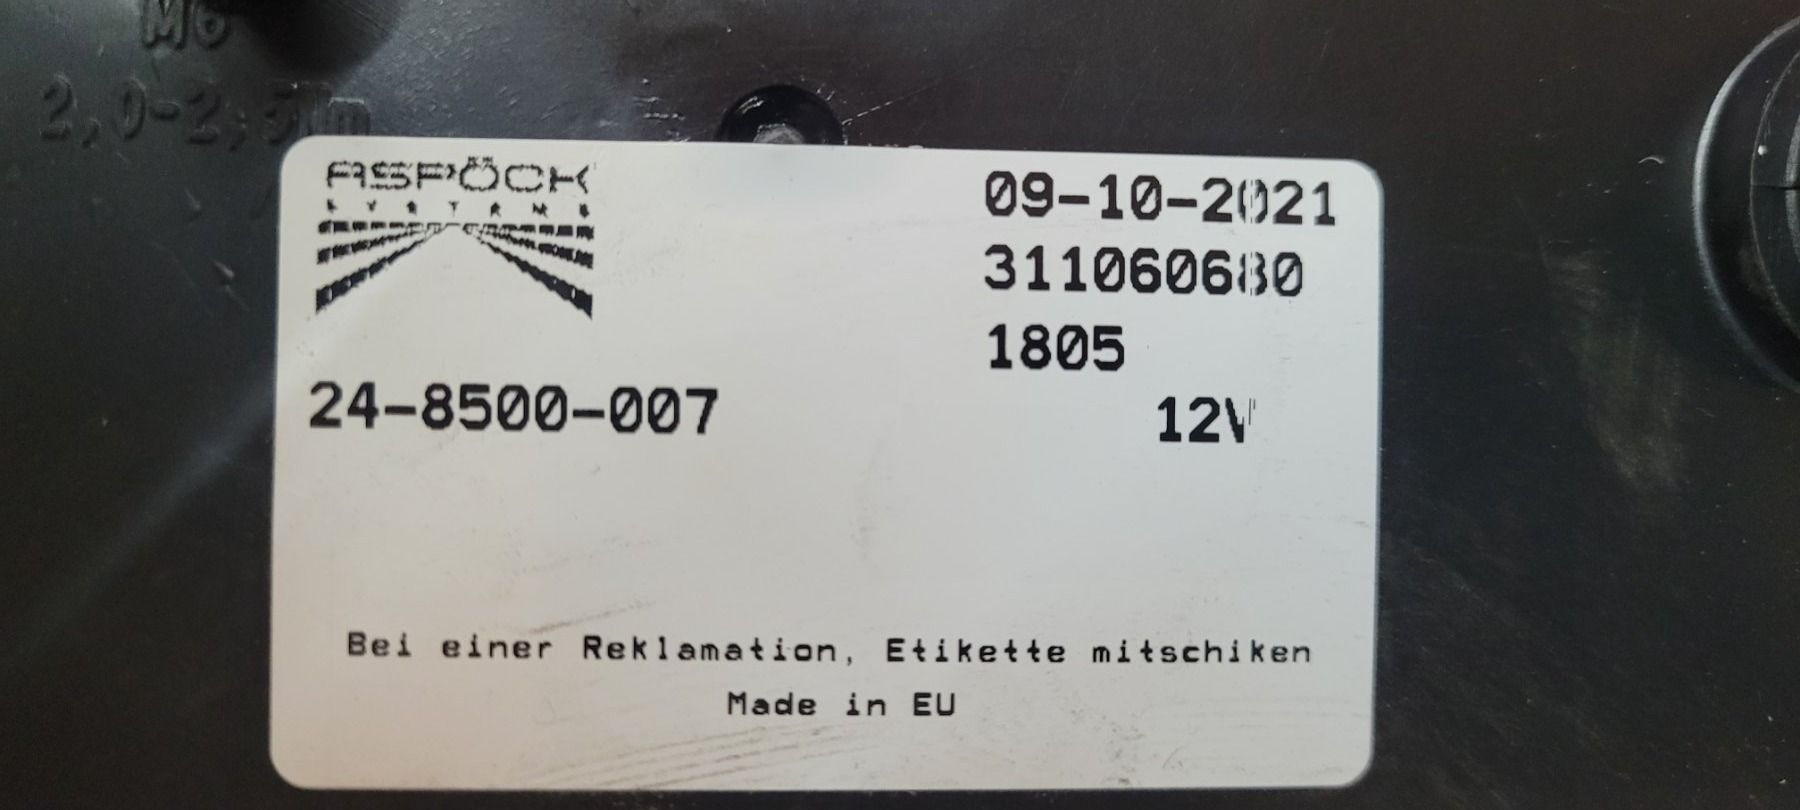 M6
2,0-2,5Nm
ASPÖCK
SYSTEMS
09-10-2021
311060680
1805
24-8500-007
12V
Bei einer Reklamation, Etikette mitschiken
Made in EU